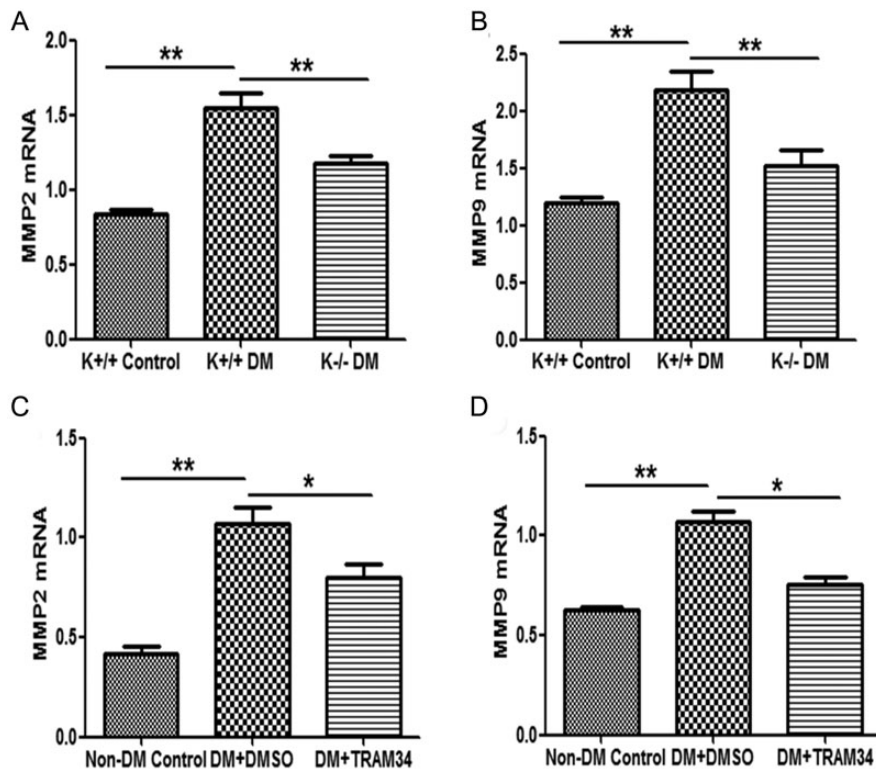 A
MMP2 mRNA
2.0
1.5
1.0
0.5
0.0
**
**
K+/+ Control
K+/+ DM
K-/- DM
B
MMP9 mRNA
2.5
2.0
1.5
1.0
0.5
0.0
**
**
K+/+ Control
K+/+ DM
K-/- DM
C
MMP2 mRNA
1.5
1.0
0.5
0.0
**
*
Non-DM Control
DM+DMSO
DM+TRAM34
D
MMP9 mRNA
1.5
1.0
0.5
0.0
**
*
Non-DM Control
DM+DMSO
DM+TRAM34